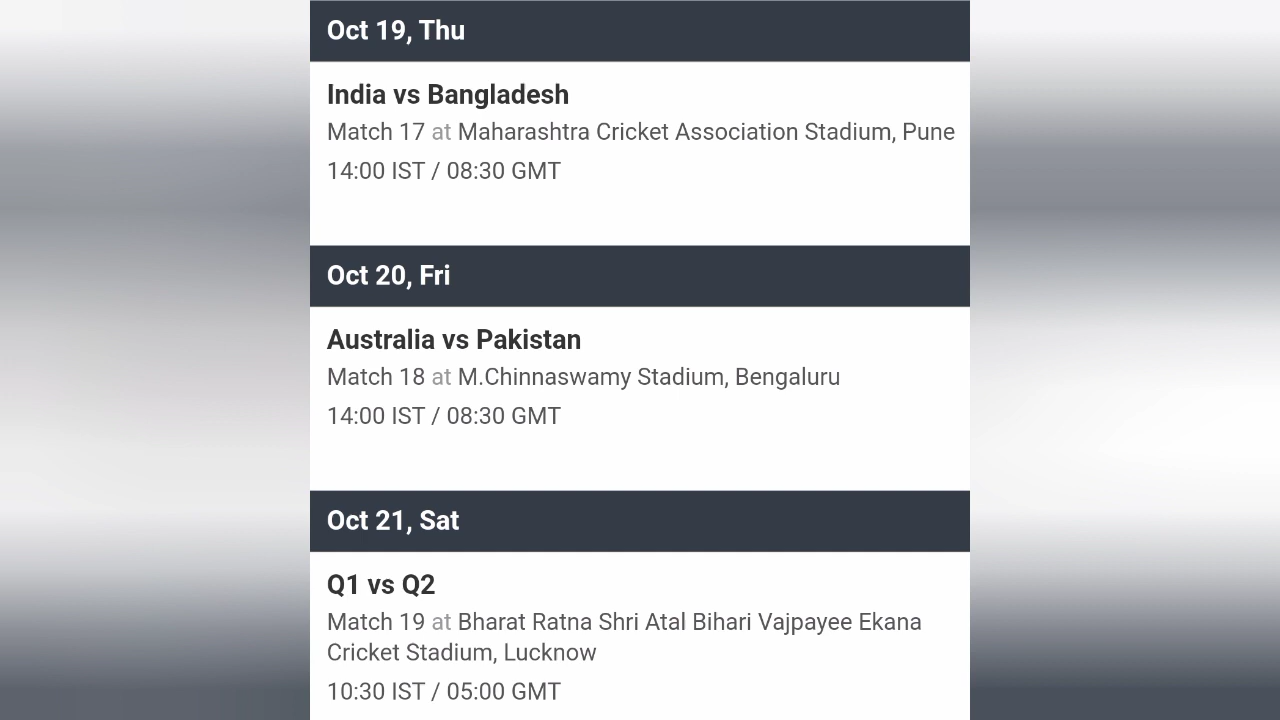 Oct 19, Thu
India vs Bangladesh
Match 17 at Maharashtra Cricket Association Stadium, Pune
14:00 IST / 08:30 GMT
Oct 20, Fri
Australia vs Pakistan
Match 18 at M.Chinnaswamy Stadium, Bengaluru
14:00 IST / 08:30 GMT
Oct 21, Sat
Q1 vs Q2
Match 19 at Bharat Ratna Shri Atal Bihari Vajpayee Ekana
Cricket Stadium, Lucknow
10:30 IST / 05:00 GMT